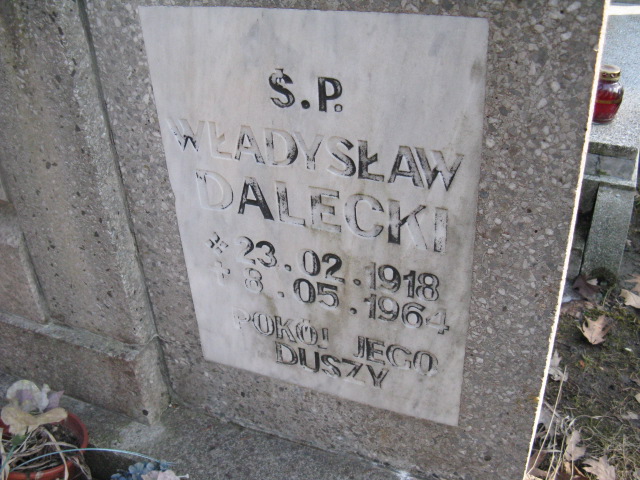 Ś.P.
WŁADYSŁAW
DALECKI
* 23.02.1918
+ 8.05.1964
POKÓJ JEGO
DUSZY